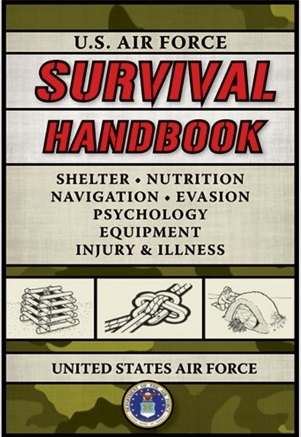 U.S. AIR FORCE
SURVIVAL
HANDBOOK
SHELTER • NUTRITION
NAVIGATION • EVASION
PSYCHOLOGY
EQUIPMENT
INJURY & ILLNESS
UNITED STATES AIR FORCE